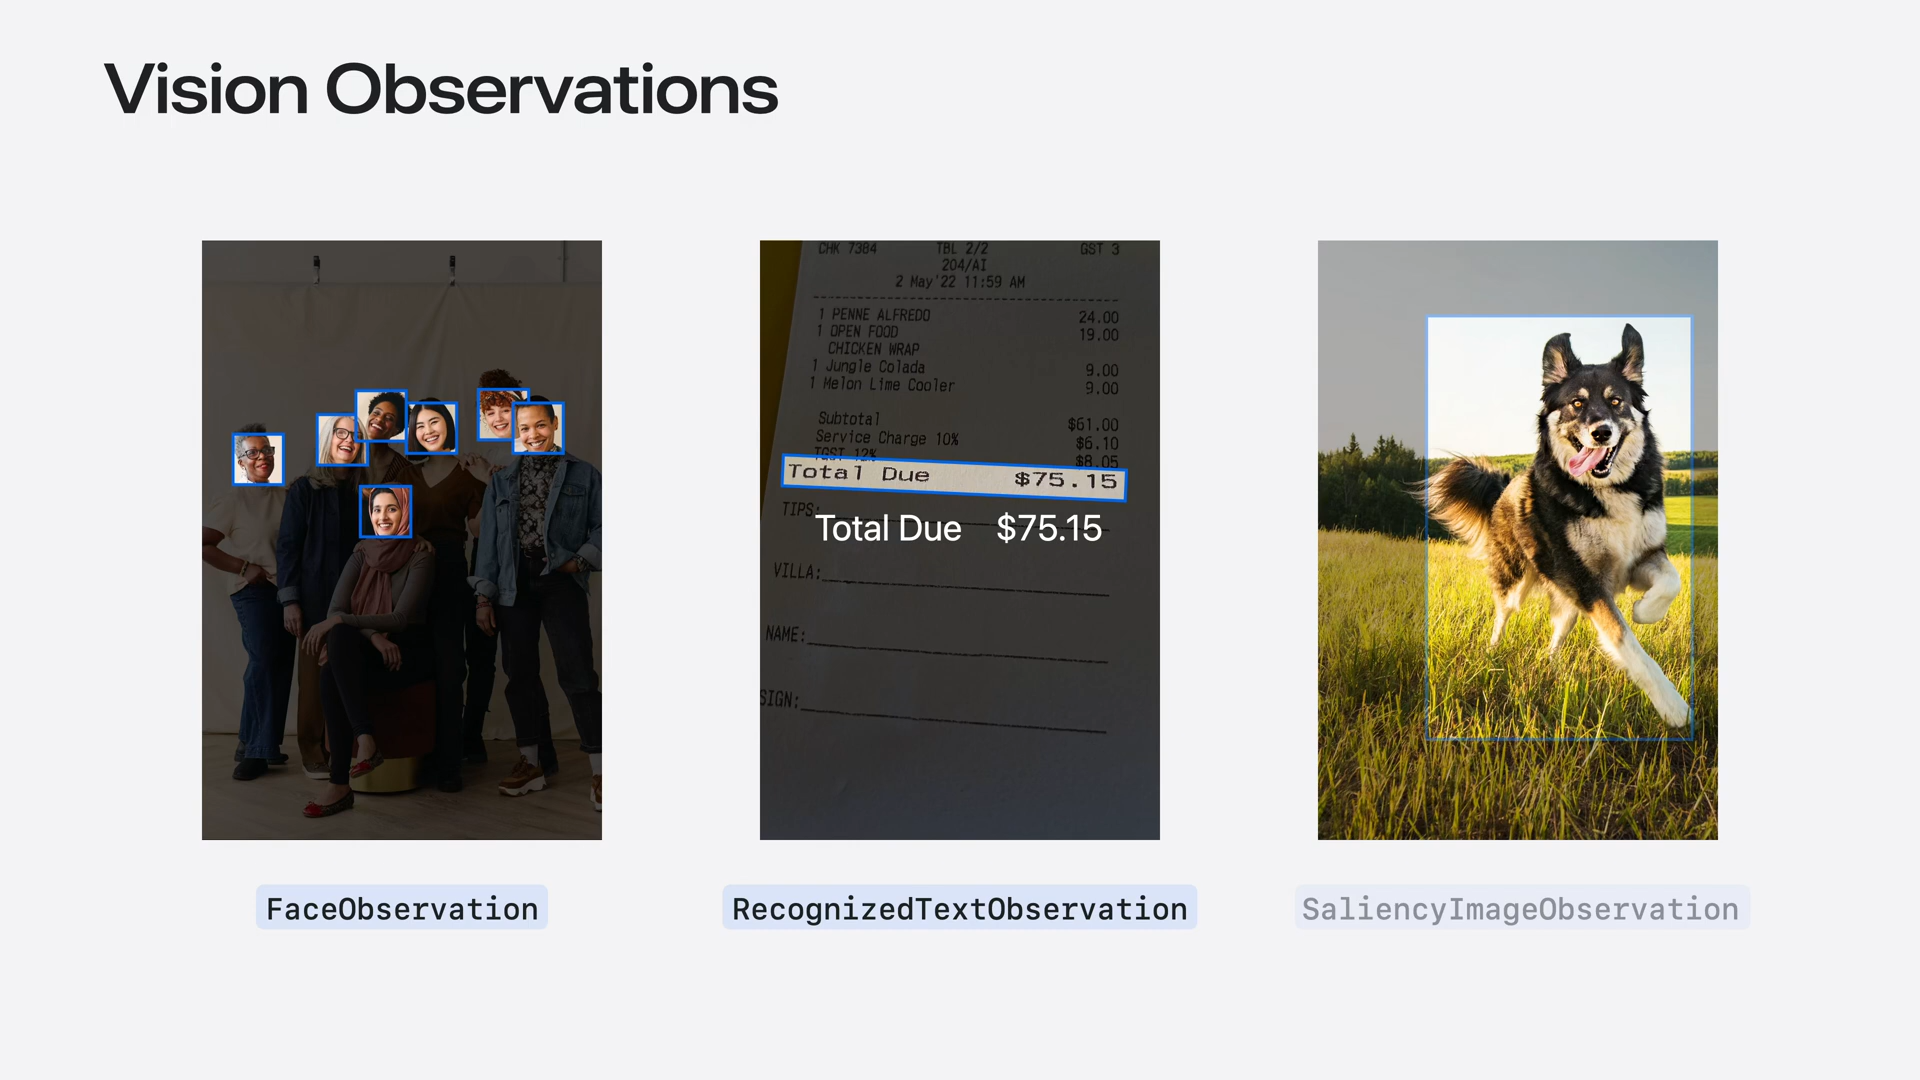 Vision Observations
CHK 7384 TBL 2/2 GST 3
204/AI
2 May'22 11:59 AM
1 PENNE ALFREDO 24.00
1 OPEN FOOD 19.00
CHICKEN WRAP
1 Jungle Colada 9.00
1 Melon Lime Cooler 9.00
Subtotal $61.00
Service Charge 10% $6.10
TGST 12% $8.05
Total Due $75.15
TIPS:
Total Due $75.15
VILLA:
NAME:
SIGN:
FaceObservation
RecognizedTextObservation
SaliencyImageObservation